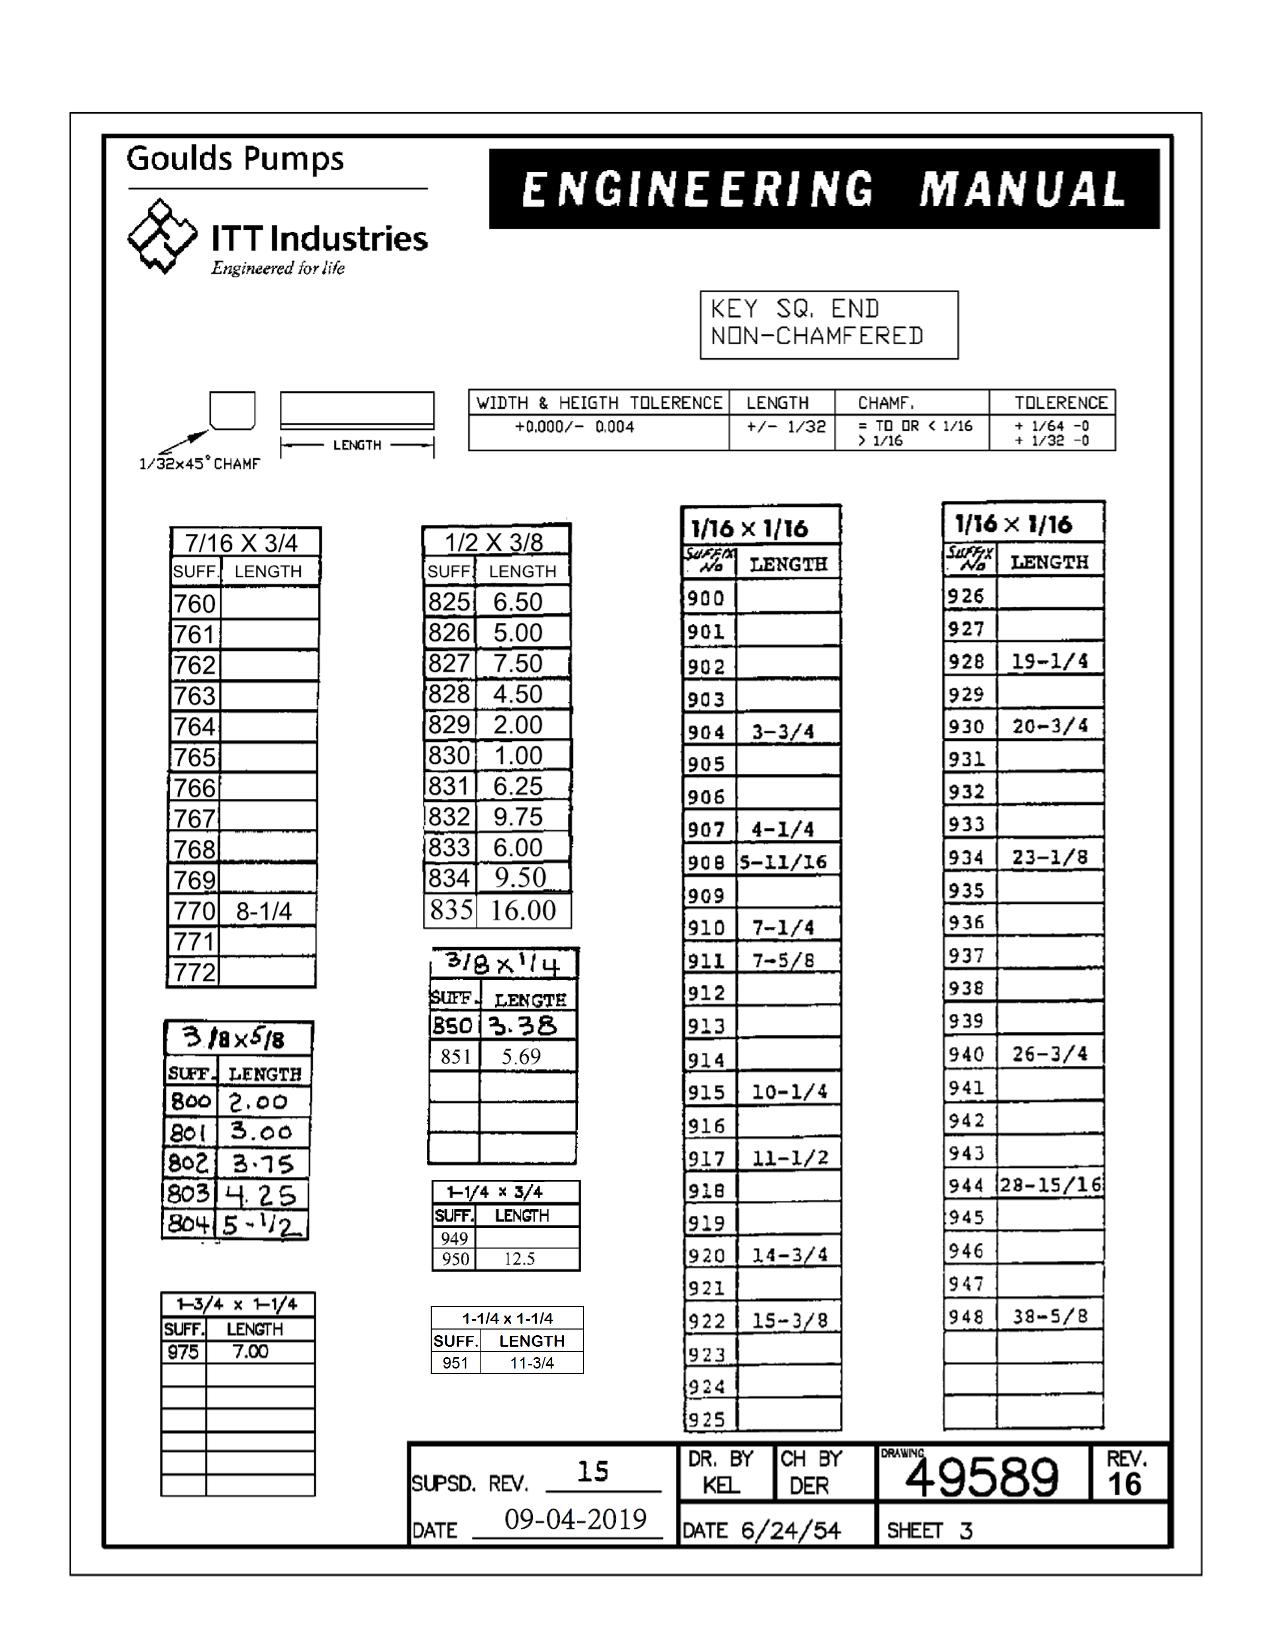 Goulds Pumps
ITT Industries
Engineered for life
ENGINEERING MANUAL
KEY SQ. END
NON-CHAMFERED
1/32x45° CHAMF
LENGTH
WIDTH & HEIGTH TOLERENCE LENGTH CHAMF. TOLERENCE
+0.000/- 0.004 +/- 1/32 = TO OR < 1/16 + 1/64 -0
> 1/16 + 1/32 -0
7/16 X 3/4
SUFF. LENGTH
760
761
762
763
764
765
766
767
768
769
770 8-1/4
771
772
3/8x5/8
SUFF. LENGTH
800 2.00
801 3.00
802 3.75
803 4.25
804 5-1/2
1-3/4 x 1-1/4
SUFF. LENGTH
975 7.00
1/2 X 3/8
SUFF. LENGTH
825 6.50
826 5.00
827 7.50
828 4.50
829 2.00
830 1.00
831 6.25
832 9.75
833 6.00
834 9.50
835 16.00
3/8 x 1/4
SUFF. LENGTH
850 3.38
851 5.69
1-1/4 x 3/4
SUFF. LENGTH
949
950 12.5
1-1/4 x 1-1/4
SUFF. LENGTH
951 11-3/4
1/16 x 1/16
SUFFIX No LENGTH
900
901
902
903
904 3-3/4
905
906
907 4-1/4
908 5-11/16
909
910 7-1/4
911 7-5/8
912
913
914
915 10-1/4
916
917 11-1/2
918
919
920 14-3/4
921
922 15-3/8
923
924
925
1/16 x 1/16
SUFFIX No LENGTH
926
927
928 19-1/4
929
930 20-3/4
931
932
933
934 23-1/8
935
936
937
938
939
940 26-3/4
941
942
943
944 28-15/16
945
946
947
948 38-5/8
SUPSD. REV. 15
DATE 09-04-2019
DR. BY KEL
CH BY DER
DATE 6/24/54
DRAWING 49589
REV. 16
SHEET 3